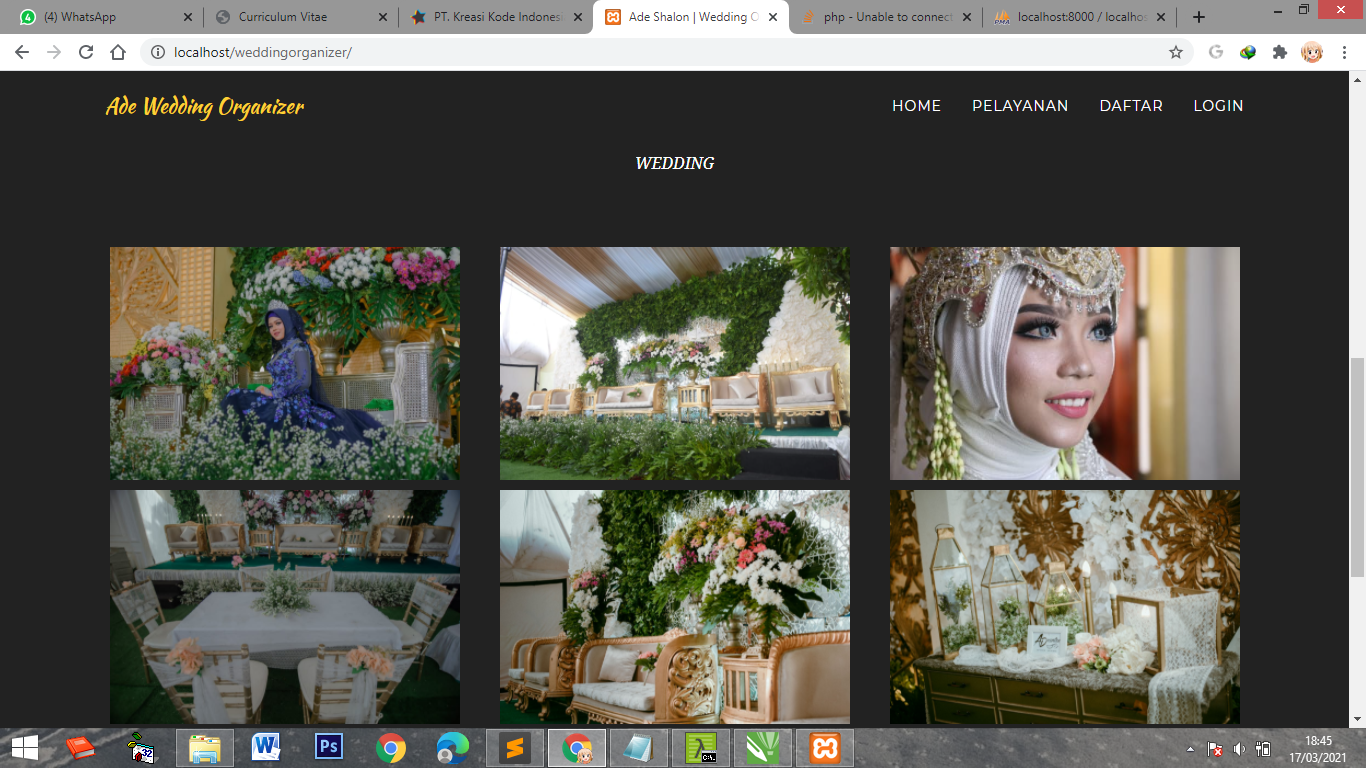 (4) WhatsApp
Curriculum Vitae
PT. Kreasi Kode Indonesi
Ade Shalon | Wedding O
php - Unable to connect
localhost:8000 / localhos
localhost/weddingorganizer/
Ade Wedding Organizer
HOME
PELAYANAN
DAFTAR
LOGIN
WEDDING
18:45
17/03/2021